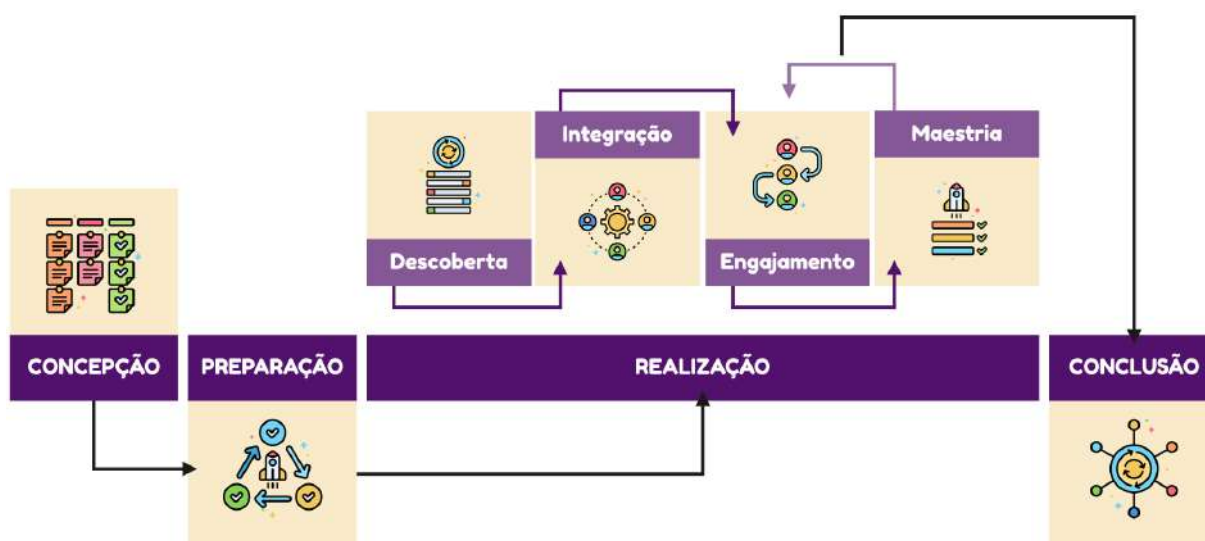 Integração
Maestria
Descoberta
Engajamento
CONCEPÇÃO
PREPARAÇÃO
REALIZAÇÃO
CONCLUSÃO